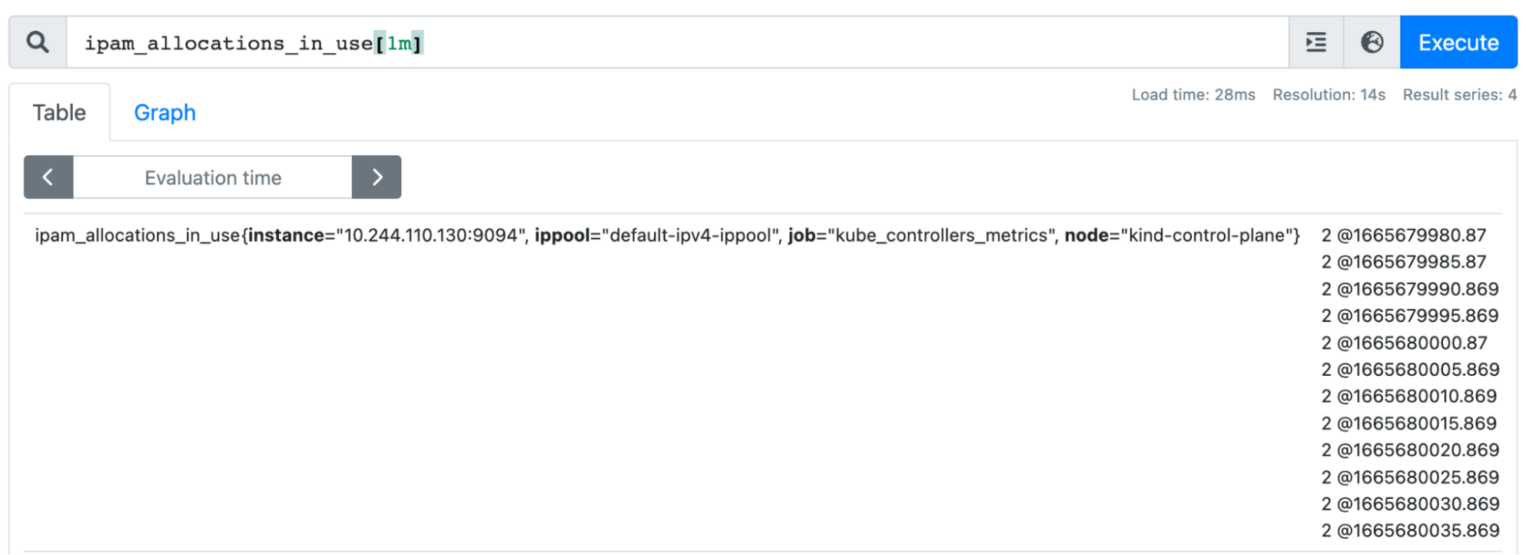 ipam_allocations_in_use[1m]
Execute
Load time: 28ms Resolution: 14s Result series: 4
Table Graph
Evaluation time
ipam_allocations_in_use{instance="10.244.110.130:9094", ippool="default-ipv4-ippool", job="kube_controllers_metrics", node="kind-control-plane"} 2 @1665679980.87
2 @1665679985.87
2 @1665679990.869
2 @1665679995.869
2 @1665680000.87
2 @1665680005.869
2 @1665680010.869
2 @1665680015.869
2 @1665680020.869
2 @1665680025.869
2 @1665680030.869
2 @1665680035.869